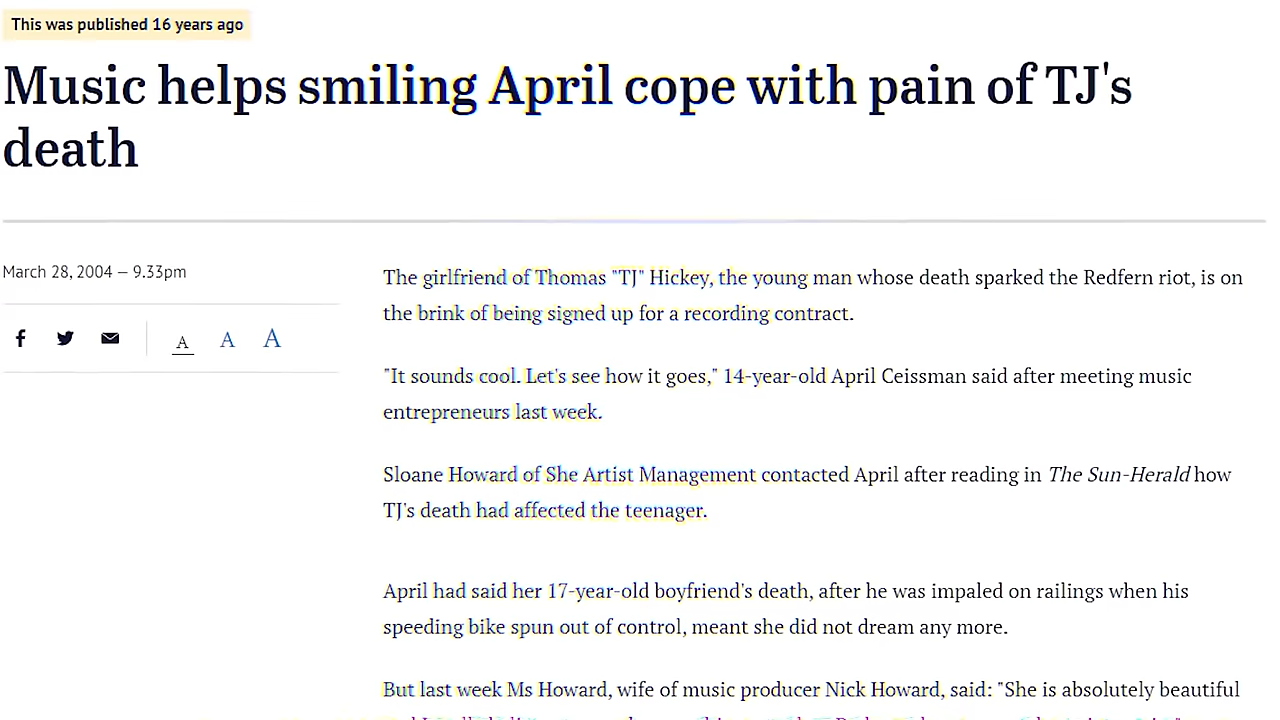 This was published 16 years ago
Music helps smiling April cope with pain of TJ's
death
March 28, 2004 — 9.33pm
A A A
The girlfriend of Thomas "TJ" Hickey, the young man whose death sparked the Redfern riot, is on
the brink of being signed up for a recording contract.
"It sounds cool. Let's see how it goes," 14-year-old April Ceissman said after meeting music
entrepreneurs last week.
Sloane Howard of She Artist Management contacted April after reading in The Sun-Herald how
TJ's death had affected the teenager.
April had said her 17-year-old boyfriend's death, after he was impaled on railings when his
speeding bike spun out of control, meant she did not dream any more.
But last week Ms Howard, wife of music producer Nick Howard, said: "She is absolutely beautiful